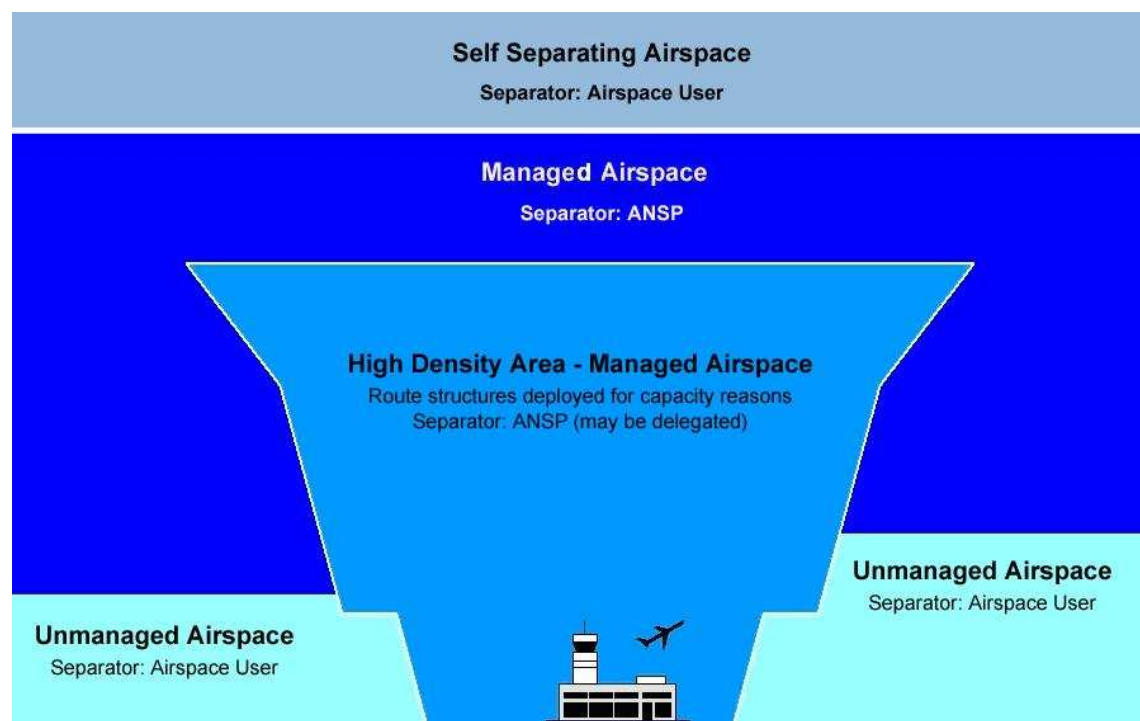 Self Separating Airspace
Separator: Airspace User
Managed Airspace
Separator: ANSP
High Density Area - Managed Airspace
Route structures deployed for capacity reasons
Separator: ANSP (may be delegated)
Unmanaged Airspace
Separator: Airspace User
Unmanaged Airspace
Separator: Airspace User